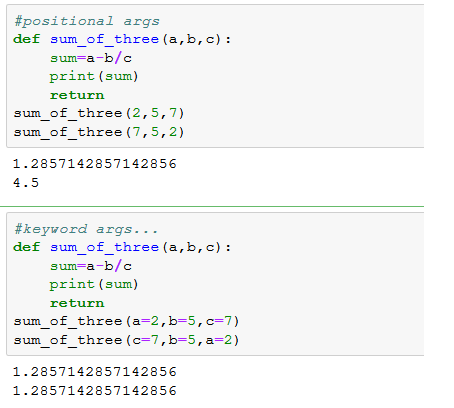 #positional args
def sum_of_three(a,b,c):
    sum=a-b/c
    print(sum)
    return
sum_of_three(2,5,7)
sum_of_three(7,5,2)
1.2857142857142856
4.5
#keyword args...
def sum_of_three(a,b,c):
    sum=a-b/c
    print(sum)
    return
sum_of_three(a=2,b=5,c=7)
sum_of_three(c=7,b=5,a=2)
1.2857142857142856
1.2857142857142856